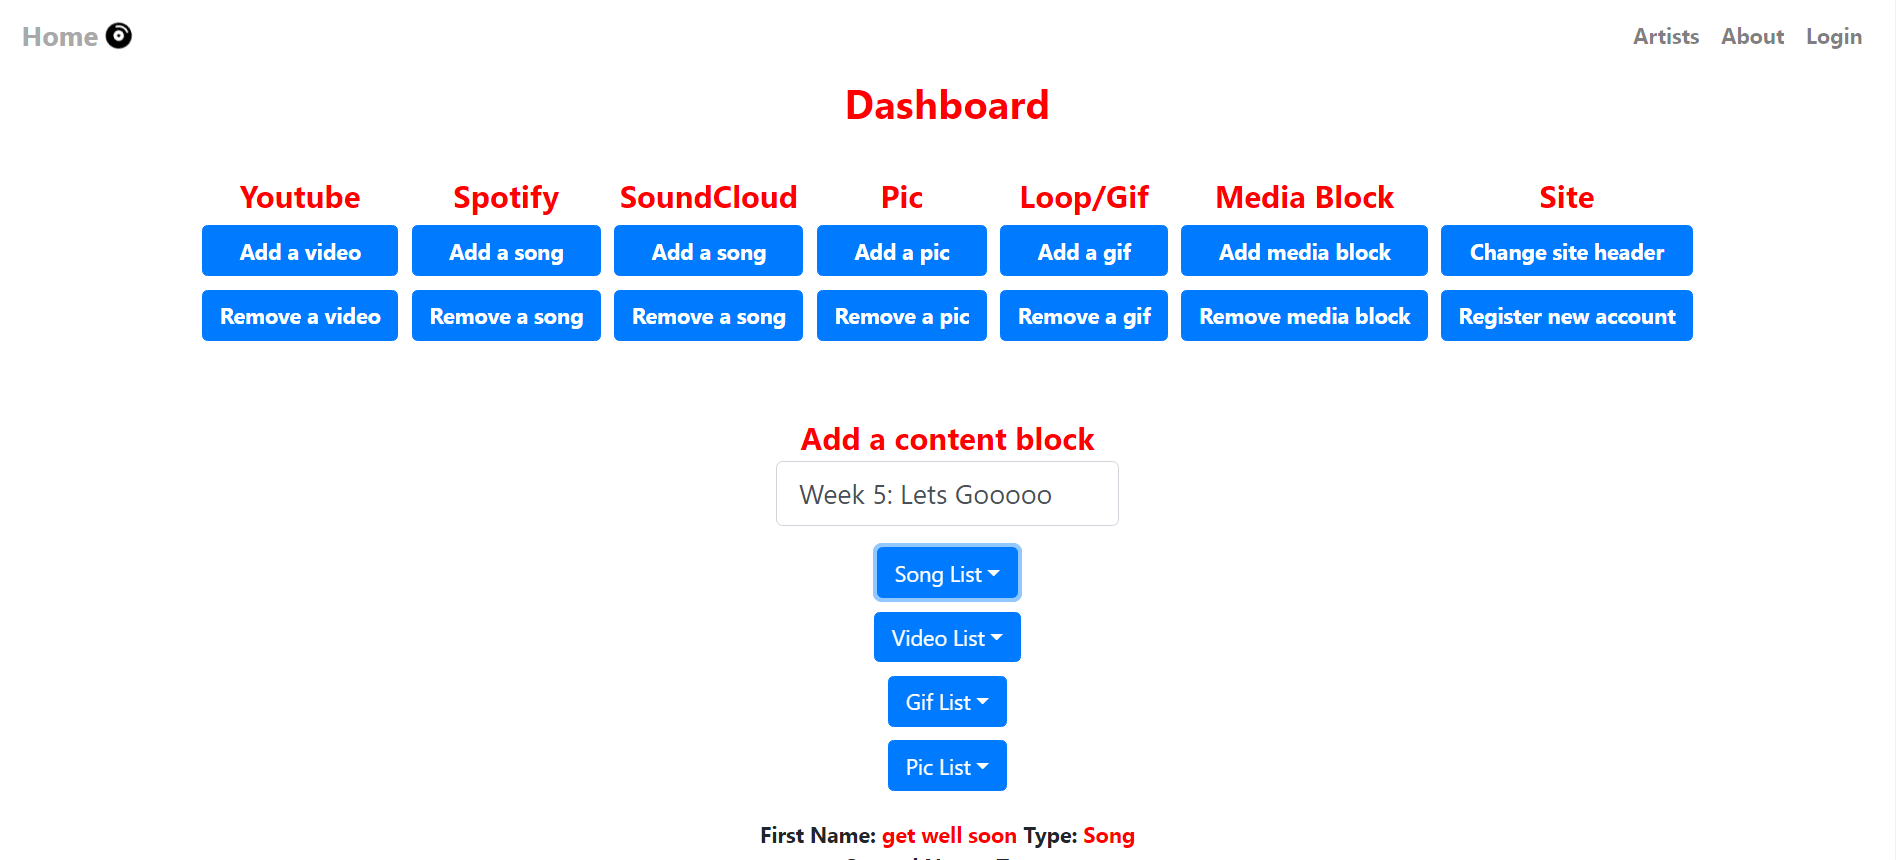 Home
Artists About Login
Dashboard
Youtube Spotify SoundCloud Pic Loop/Gif Media Block Site
Add a video Add a song Add a song Add a pic Add a gif Add media block Change site header
Remove a video Remove a song Remove a song Remove a pic Remove a gif Remove media block Register new account
Add a content block
Week 5: Lets Gooooo
Song List
Video List
Gif List
Pic List
First Name: get well soon Type: Song